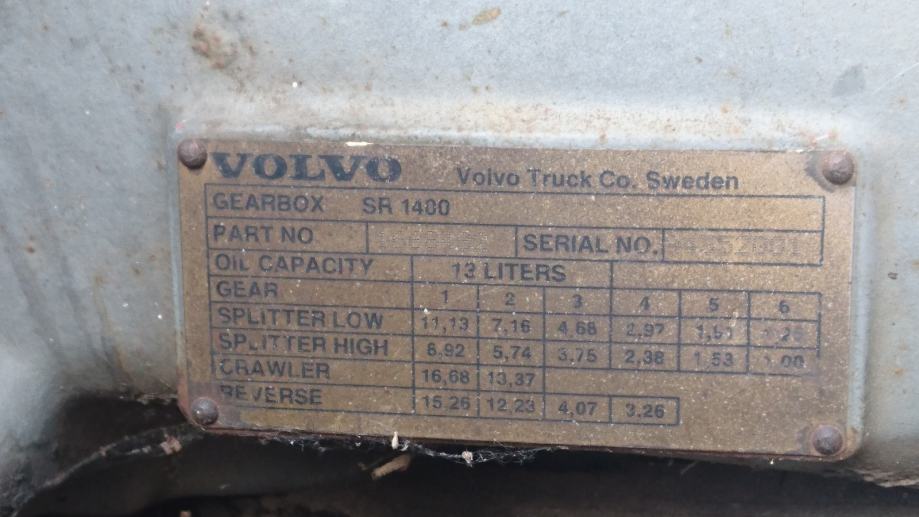 VOLVO Volvo Truck Co. Sweden
GEARBOX SR 1400
PART NO SERIAL NO.
OIL CAPACITY 13 LITERS
GEAR 1 2 3 4 5 6
SPLITTER LOW 11,13 7,16 4,68 2,97
SPLITTER HIGH 8,92 5,74 3,75 2,38 1,53 1,00
CRAWLER 16,68 13,37
REVERSE 15,26 12,23 4,07 3,26